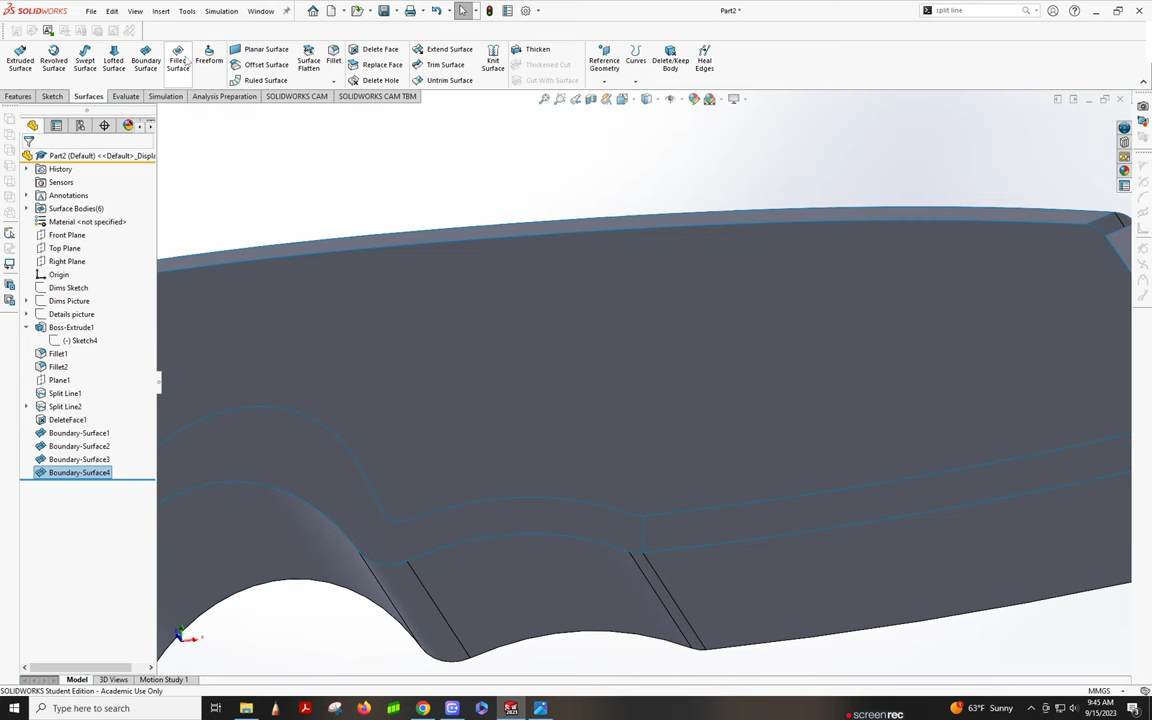 SOLIDWORKS File Edit View Insert Tools Simulation Window Part2 * split line
Extruded Surface Revolved Surface Swept Surface Lofted Surface Boundary Surface Filled Surface Freeform
Planar Surface
Offset Surface
Ruled Surface
Surface Flatten Fillet
Delete Face
Replace Face
Delete Hole
Extend Surface
Trim Surface
Untrim Surface
Knit Surface
Thicken
Thickened Cut
Cut With Surface
Reference Geometry Curves Delete/Keep Body Heal Edges
Features Sketch Surfaces Evaluate Simulation Analysis Preparation SOLIDWORKS CAM SOLIDWORKS CAM TBM
Part2 (Default) <<Default>_Displa
History
Sensors
Annotations
Surface Bodies(6)
Material <not specified>
Front Plane
Top Plane
Right Plane
Origin
Dims Sketch
Dims Picture
Details picture
Boss-Extrude1
(-) Sketch4
Fillet1
Fillet2
Plane1
Split Line1
Split Line2
DeleteFace1
Boundary-Surface1
Boundary-Surface2
Boundary-Surface3
Boundary-Surface4
Model 3D Views Motion Study 1
SOLIDWORKS Student Edition - Academic Use Only MMGS
Type here to search
63°F Sunny
9:45 AM
9/15/2023
screenrec